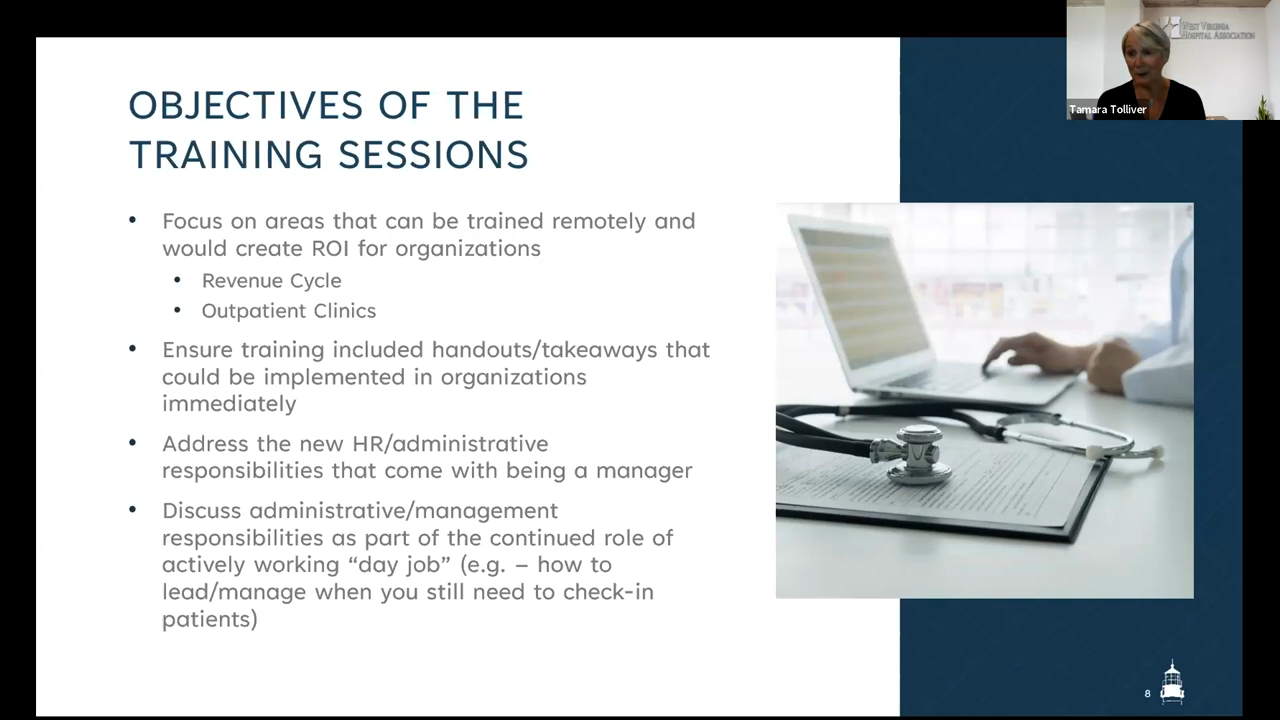 West Virginia
Hospital Association
Tamara Tolliver
OBJECTIVES OF THE
TRAINING SESSIONS
• Focus on areas that can be trained remotely and
would create ROI for organizations
• Revenue Cycle
• Outpatient Clinics
• Ensure training included handouts/takeaways that
could be implemented in organizations
immediately
• Address the new HR/administrative
responsibilities that come with being a manager
• Discuss administrative/management
responsibilities as part of the continued role of
actively working “day job” (e.g. – how to
lead/manage when you still need to check-in
patients)
8